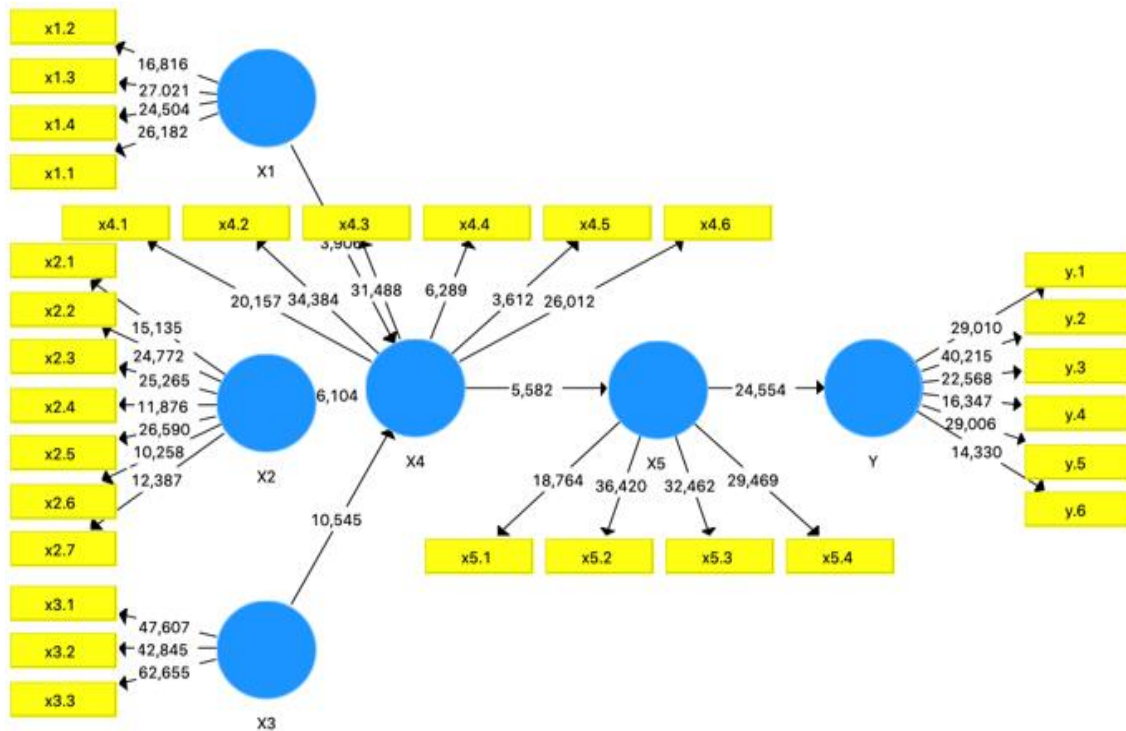 x1.2
16,816
x1.3
27.021
24,504
x1.4
26,182
x1.1
X1
x4.1
x4.2
x4.3
x4.4
x4.5
x4.6
3,906
20,157
34,384
31,488
6,289
3,612
26,012
x2.1
x2.2
x2.3
x2.4
x2.5
x2.6
x2.7
15,135
24,772
25,265
11,876
26,590
10,258
12,387
X2
6,104
X4
5,582
X5
24,554
Y
29,010
40,215
22,568
16,347
29,006
14,330
y.1
y.2
y.3
y.4
y.5
y.6
18,764
36,420
32,462
29,469
x5.1
x5.2
x5.3
x5.4
10,545
x3.1
x3.2
x3.3
47,607
42,845
62,655
X3